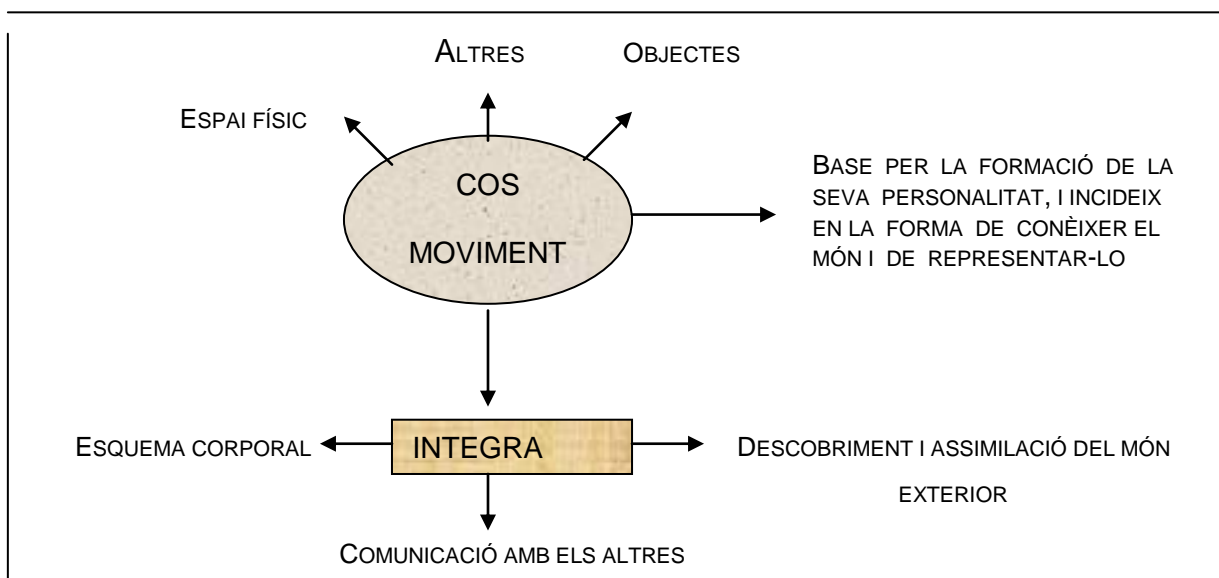 ALTRES
OBJECTES
ESPAI FÍSIC
COS
MOVIMENT
BASE PER LA FORMACIÓ DE LA
SEVA PERSONALITAT, I INCIDEIX
EN LA FORMA DE CONÈIXER EL
MÓN I DE REPRESENTAR-LO
ESQUEMA CORPORAL
INTEGRA
DESCOBRIMENT I ASSIMILACIÓ DEL MÓN
EXTERIOR
COMUNICACIÓ AMB ELS ALTRES